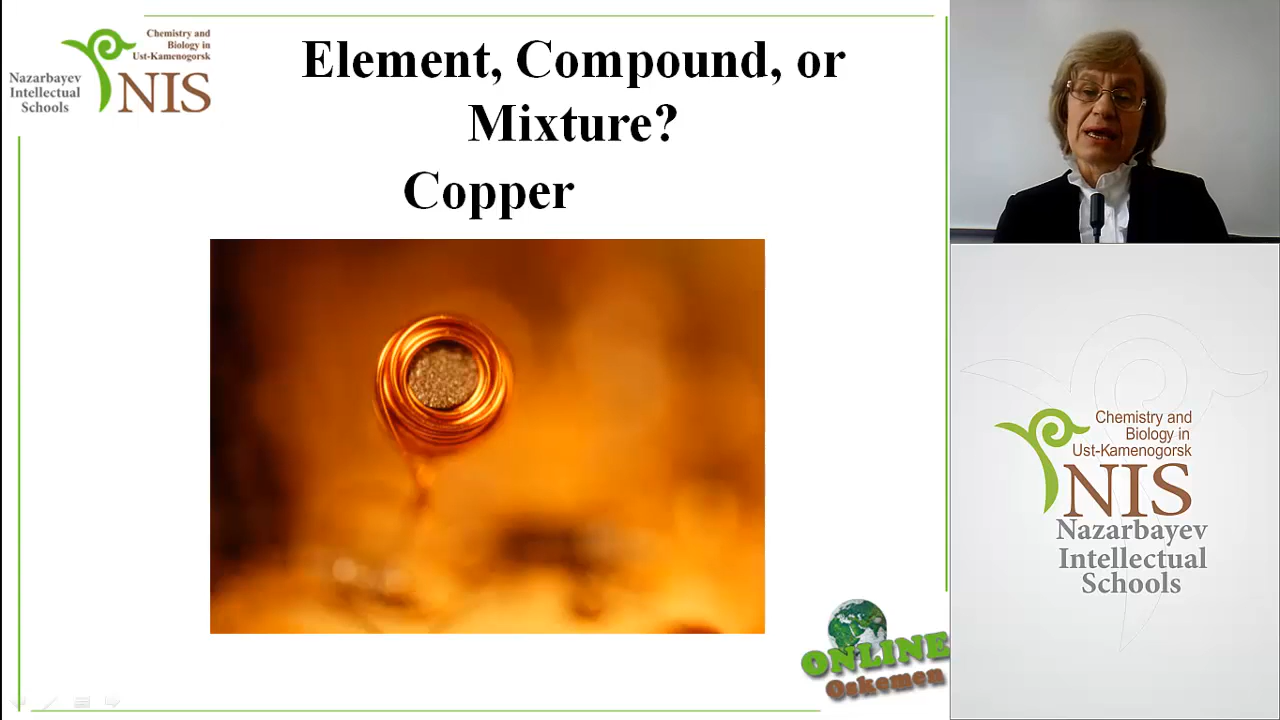 Chemistry and
Biology in
Ust-Kamenogorsk
Nazarbayev
Intellectual
Schools
NIS
Element, Compound, or
Mixture?
Copper
ONLINE
Oskemen
Chemistry and
Biology in
Ust-Kamenogorsk
NIS
Nazarbayev
Intellectual
Schools